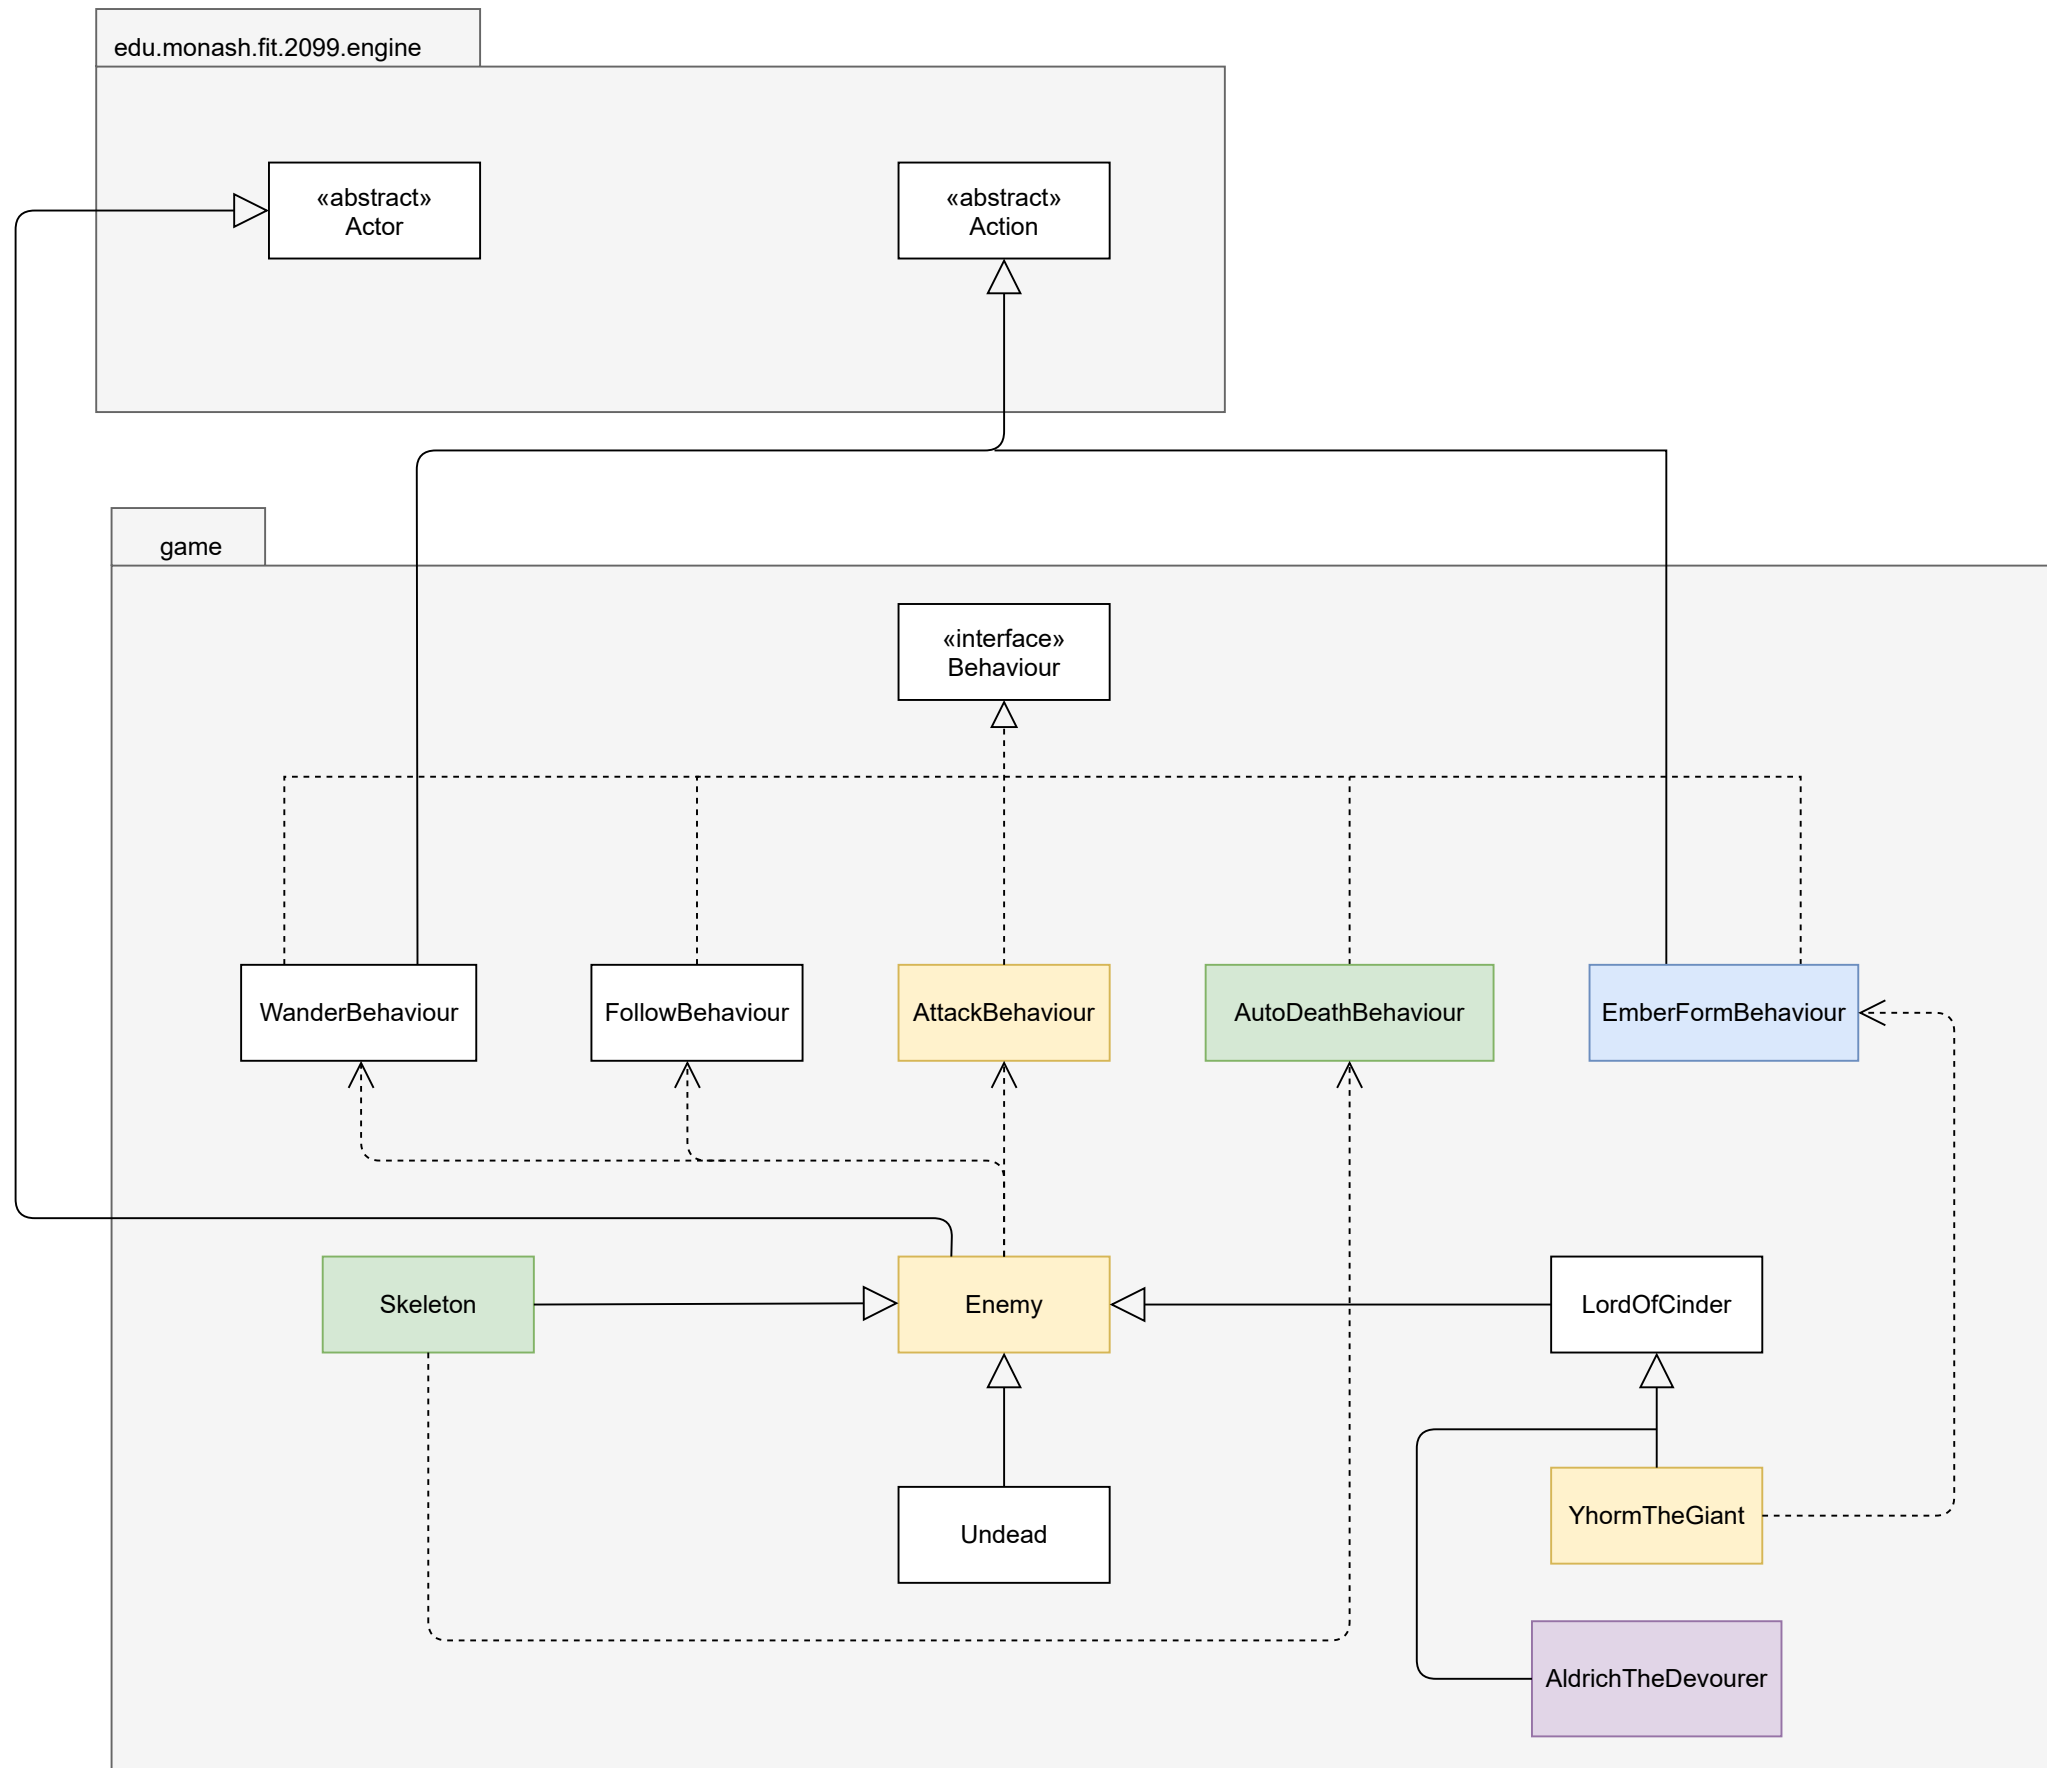 edu.monash.fit.2099.engine
«abstract»
Actor
«abstract»
Action
game
«interface»
Behaviour
WanderBehaviour
FollowBehaviour
AttackBehaviour
AutoDeathBehaviour
EmberFormBehaviour
Skeleton
Enemy
LordOfCinder
Undead
YhormTheGiant
AldrichTheDevourer